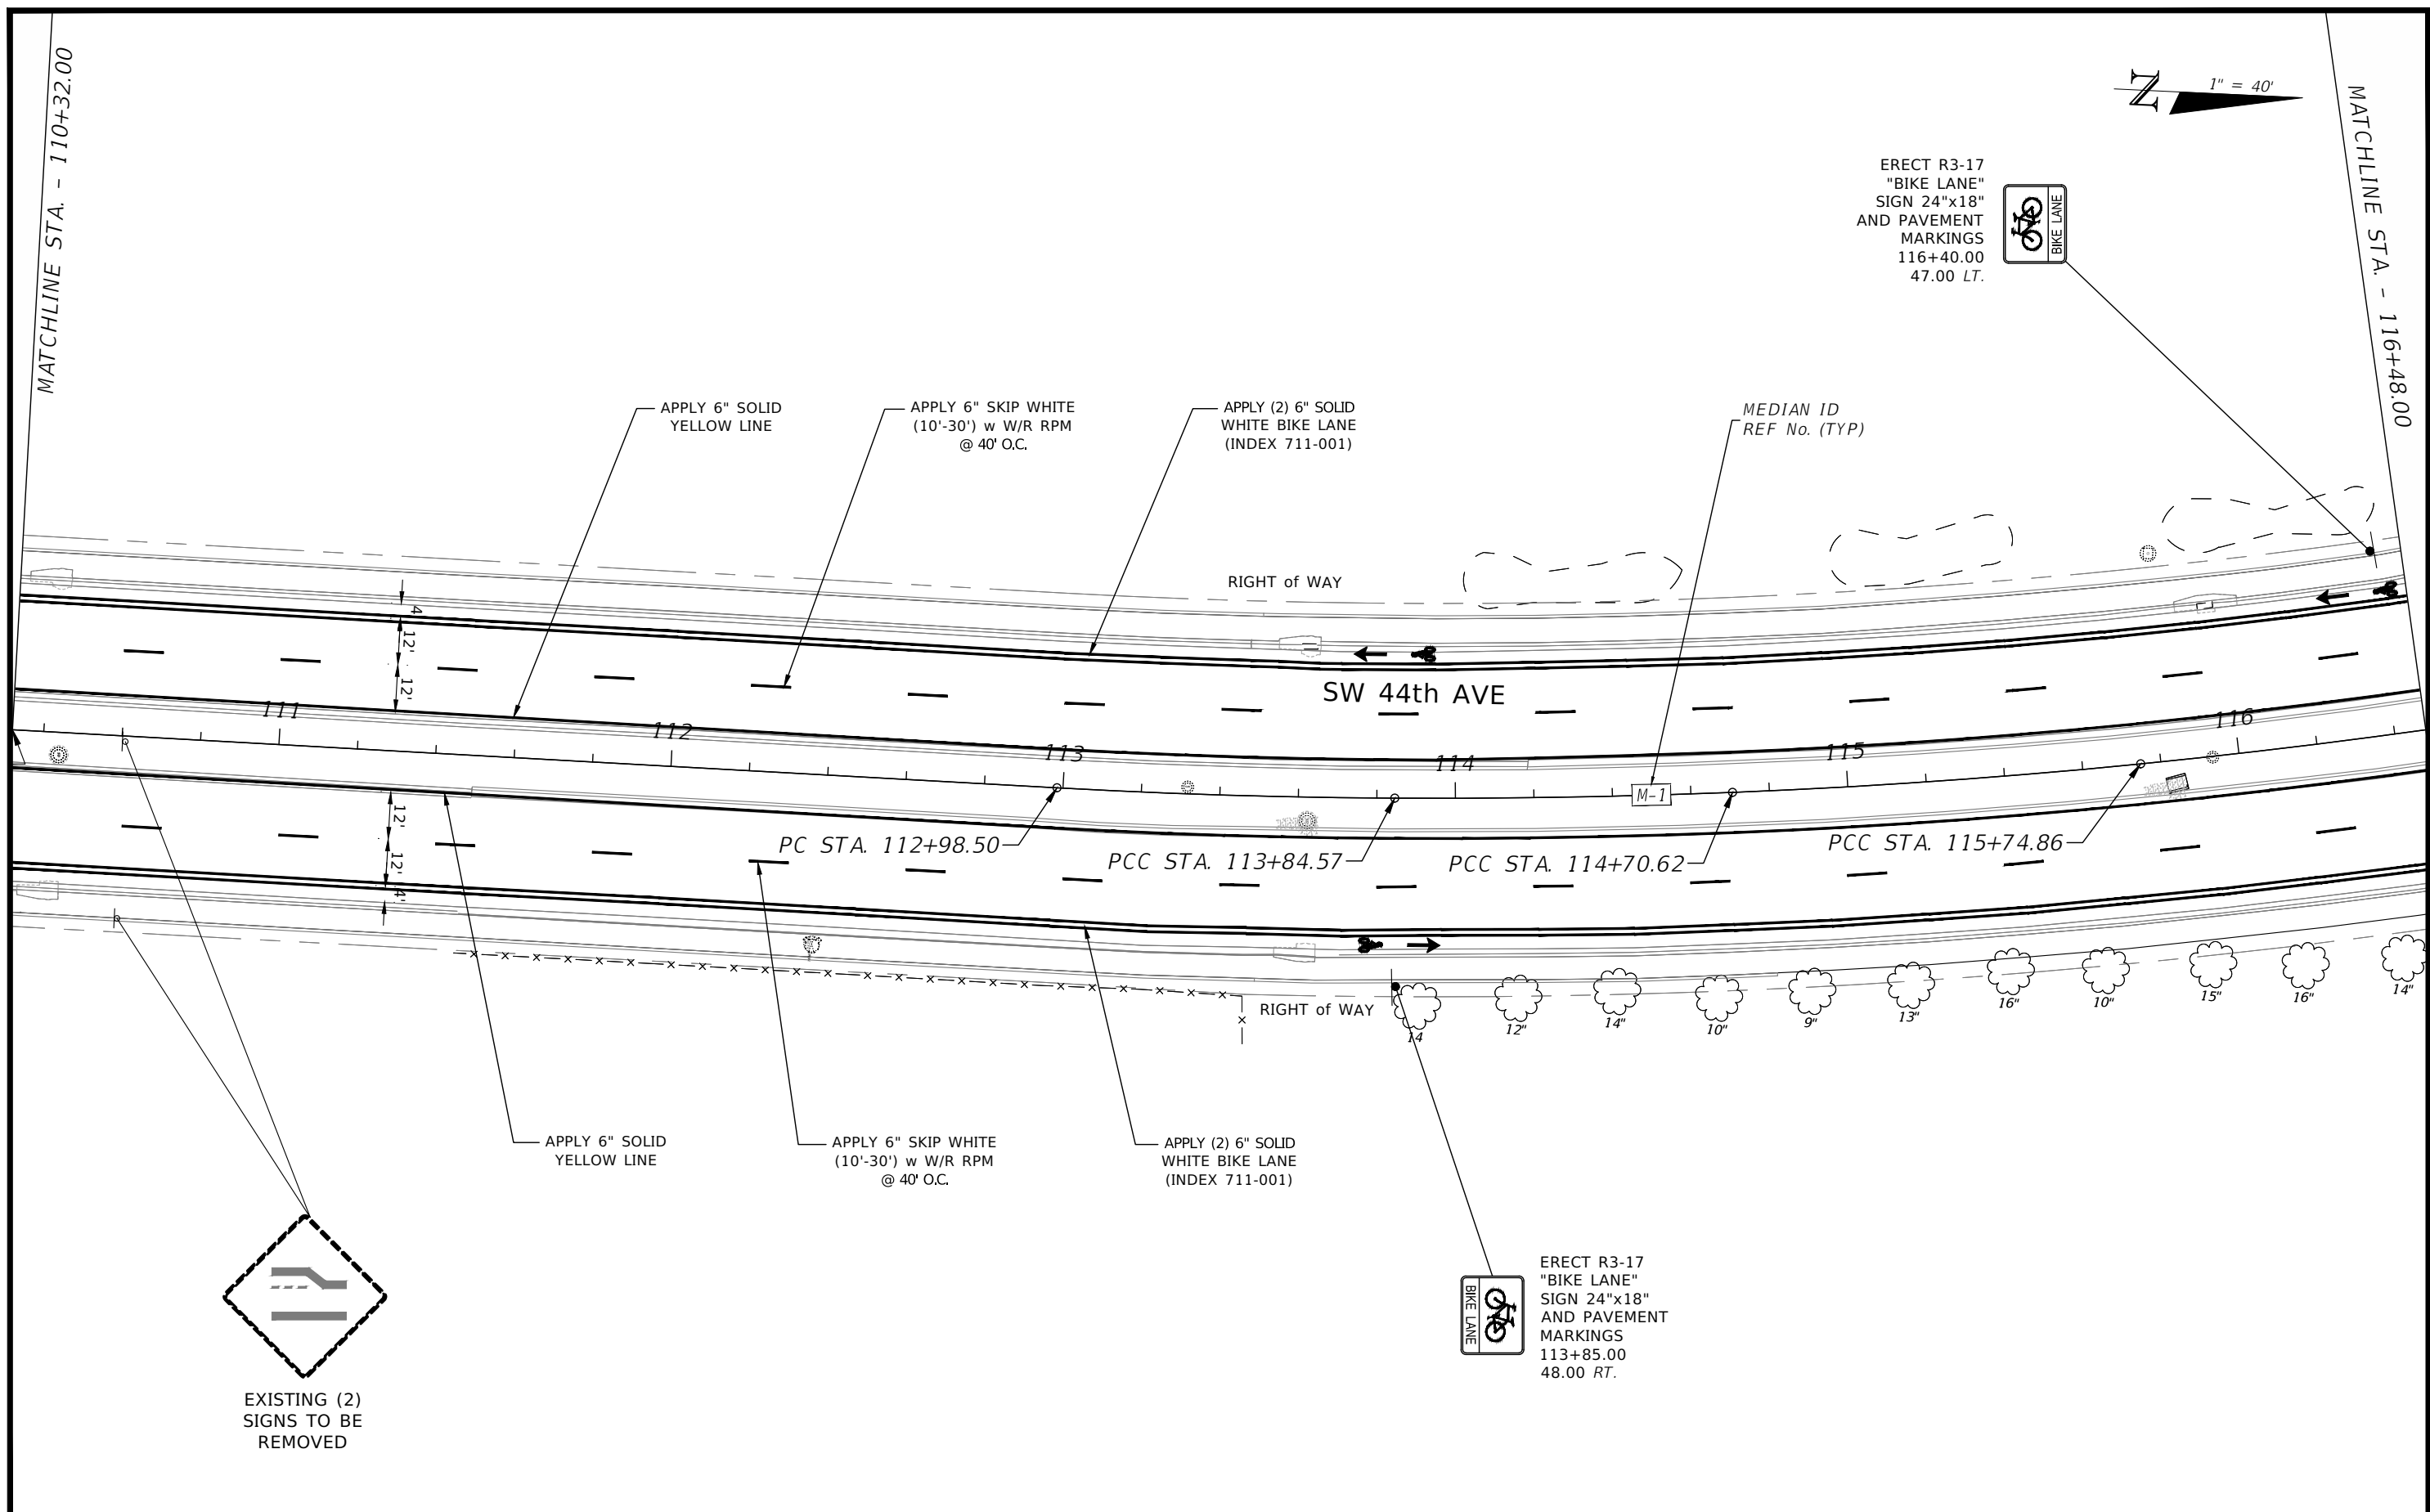 MATCHLINE STA. - 110+32.00
N
1" = 40'
MATCHLINE STA. - 116+48.00
ERECT R3-17
"BIKE LANE"
SIGN 24"x18"
AND PAVEMENT
MARKINGS
116+40.00
47.00 LT.
BIKE LANE
APPLY 6" SOLID
YELLOW LINE
APPLY 6" SKIP WHITE
(10'-30') w W/R RPM
@ 40' O.C.
APPLY (2) 6" SOLID
WHITE BIKE LANE
(INDEX 711-001)
MEDIAN ID
REF No. (TYP)
RIGHT of WAY
4'
12'
12'
SW 44th AVE
111
112
113
114
115
116
M-1
12'
12'
4'
PC STA. 112+98.50
PCC STA. 113+84.57
PCC STA. 114+70.62
PCC STA. 115+74.86
RIGHT of WAY
14
12"
14"
10"
9"
13"
16"
10"
15"
16"
14"
APPLY 6" SOLID
YELLOW LINE
APPLY 6" SKIP WHITE
(10'-30') w W/R RPM
@ 40' O.C.
APPLY (2) 6" SOLID
WHITE BIKE LANE
(INDEX 711-001)
BIKE LANE
ERECT R3-17
"BIKE LANE"
SIGN 24"x18"
AND PAVEMENT
MARKINGS
113+85.00
48.00 RT.
EXISTING (2)
SIGNS TO BE
REMOVED